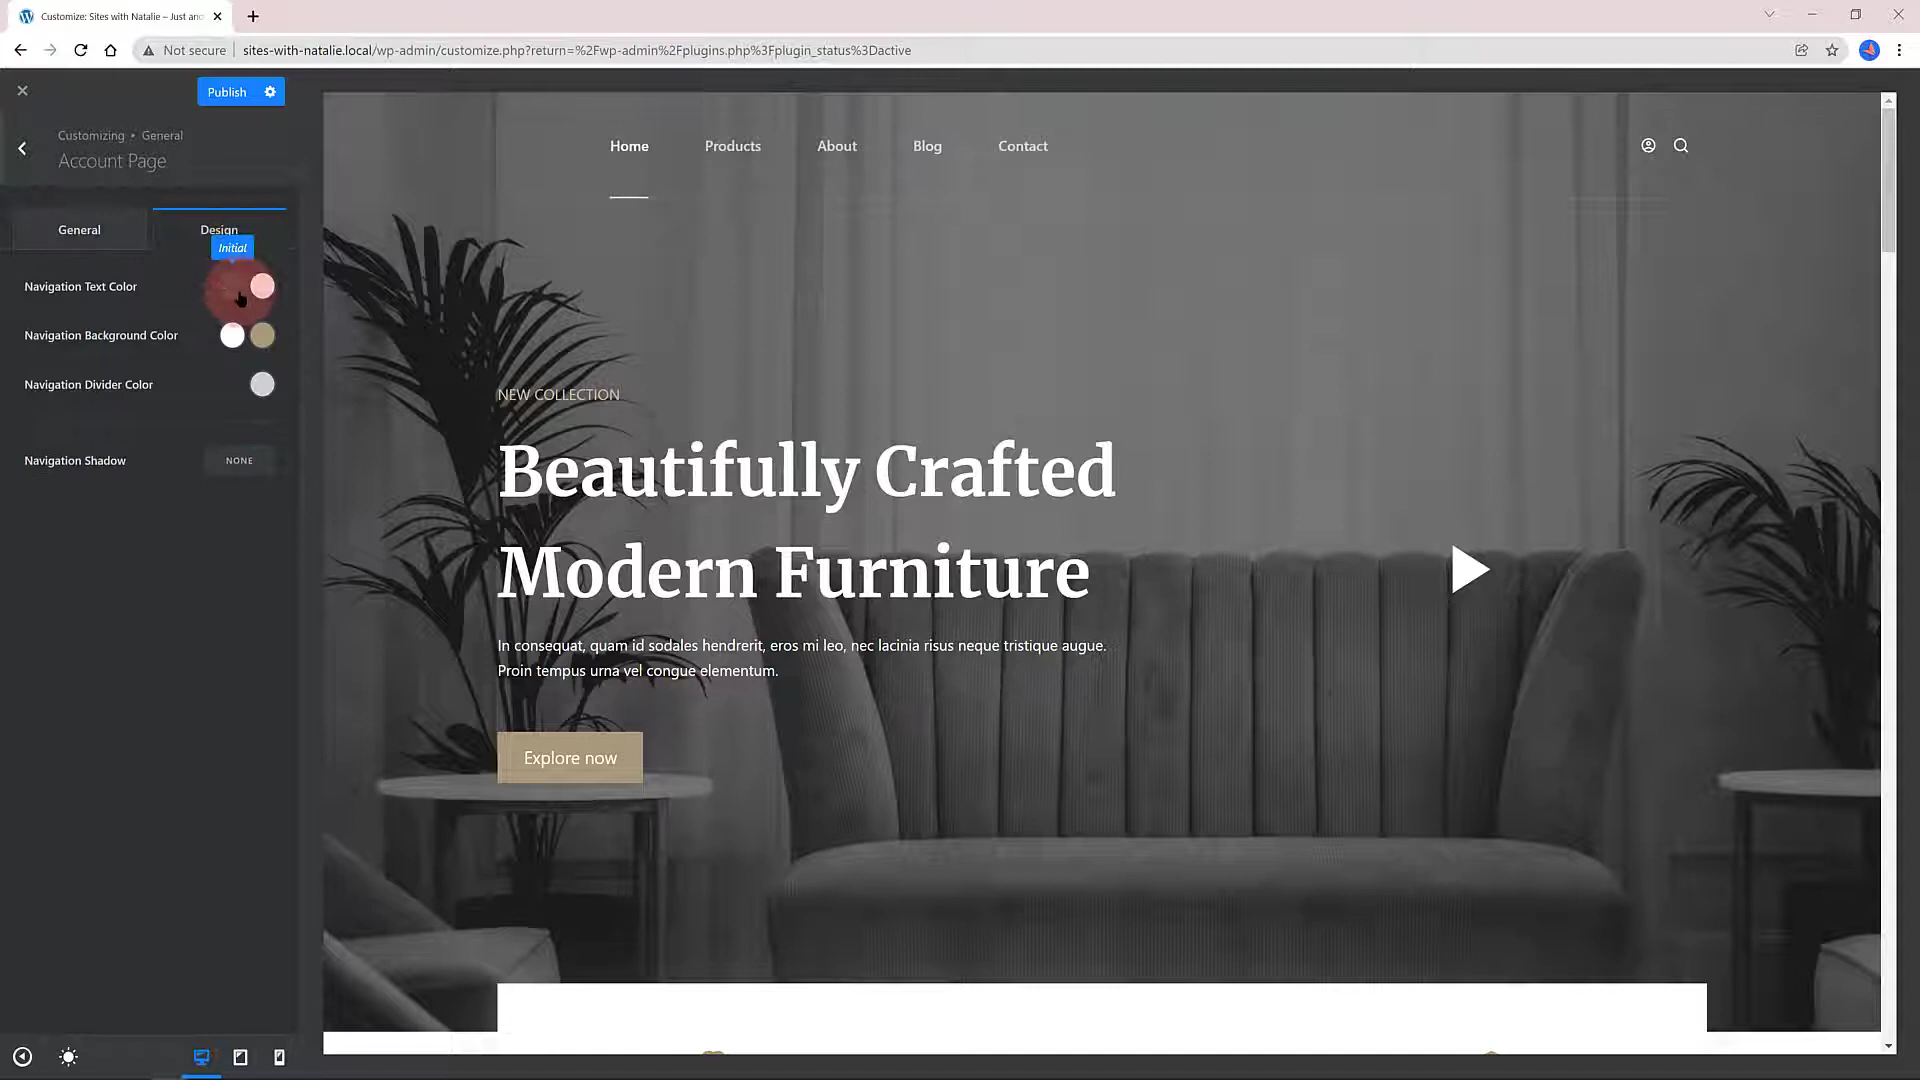 Customize: Sites with Natalie – Just ano
Not secure
sites-with-natalie.local/wp-admin/customize.php?return=%2Fwp-admin%2Fplugins.php%3Fplugin_status%3Dactive
Publish
Customizing • General
Account Page
General
Design
Initial
Navigation Text Color
Navigation Background Color
Navigation Divider Color
Navigation Shadow
NONE
Home
Products
About
Blog
Contact
NEW COLLECTION
Beautifully Crafted
Modern Furniture
In consequat, quam id sodales hendrerit, eros mi leo, nec lacinia risus neque tristique augue.
Proin tempus urna vel congue elementum.
Explore now